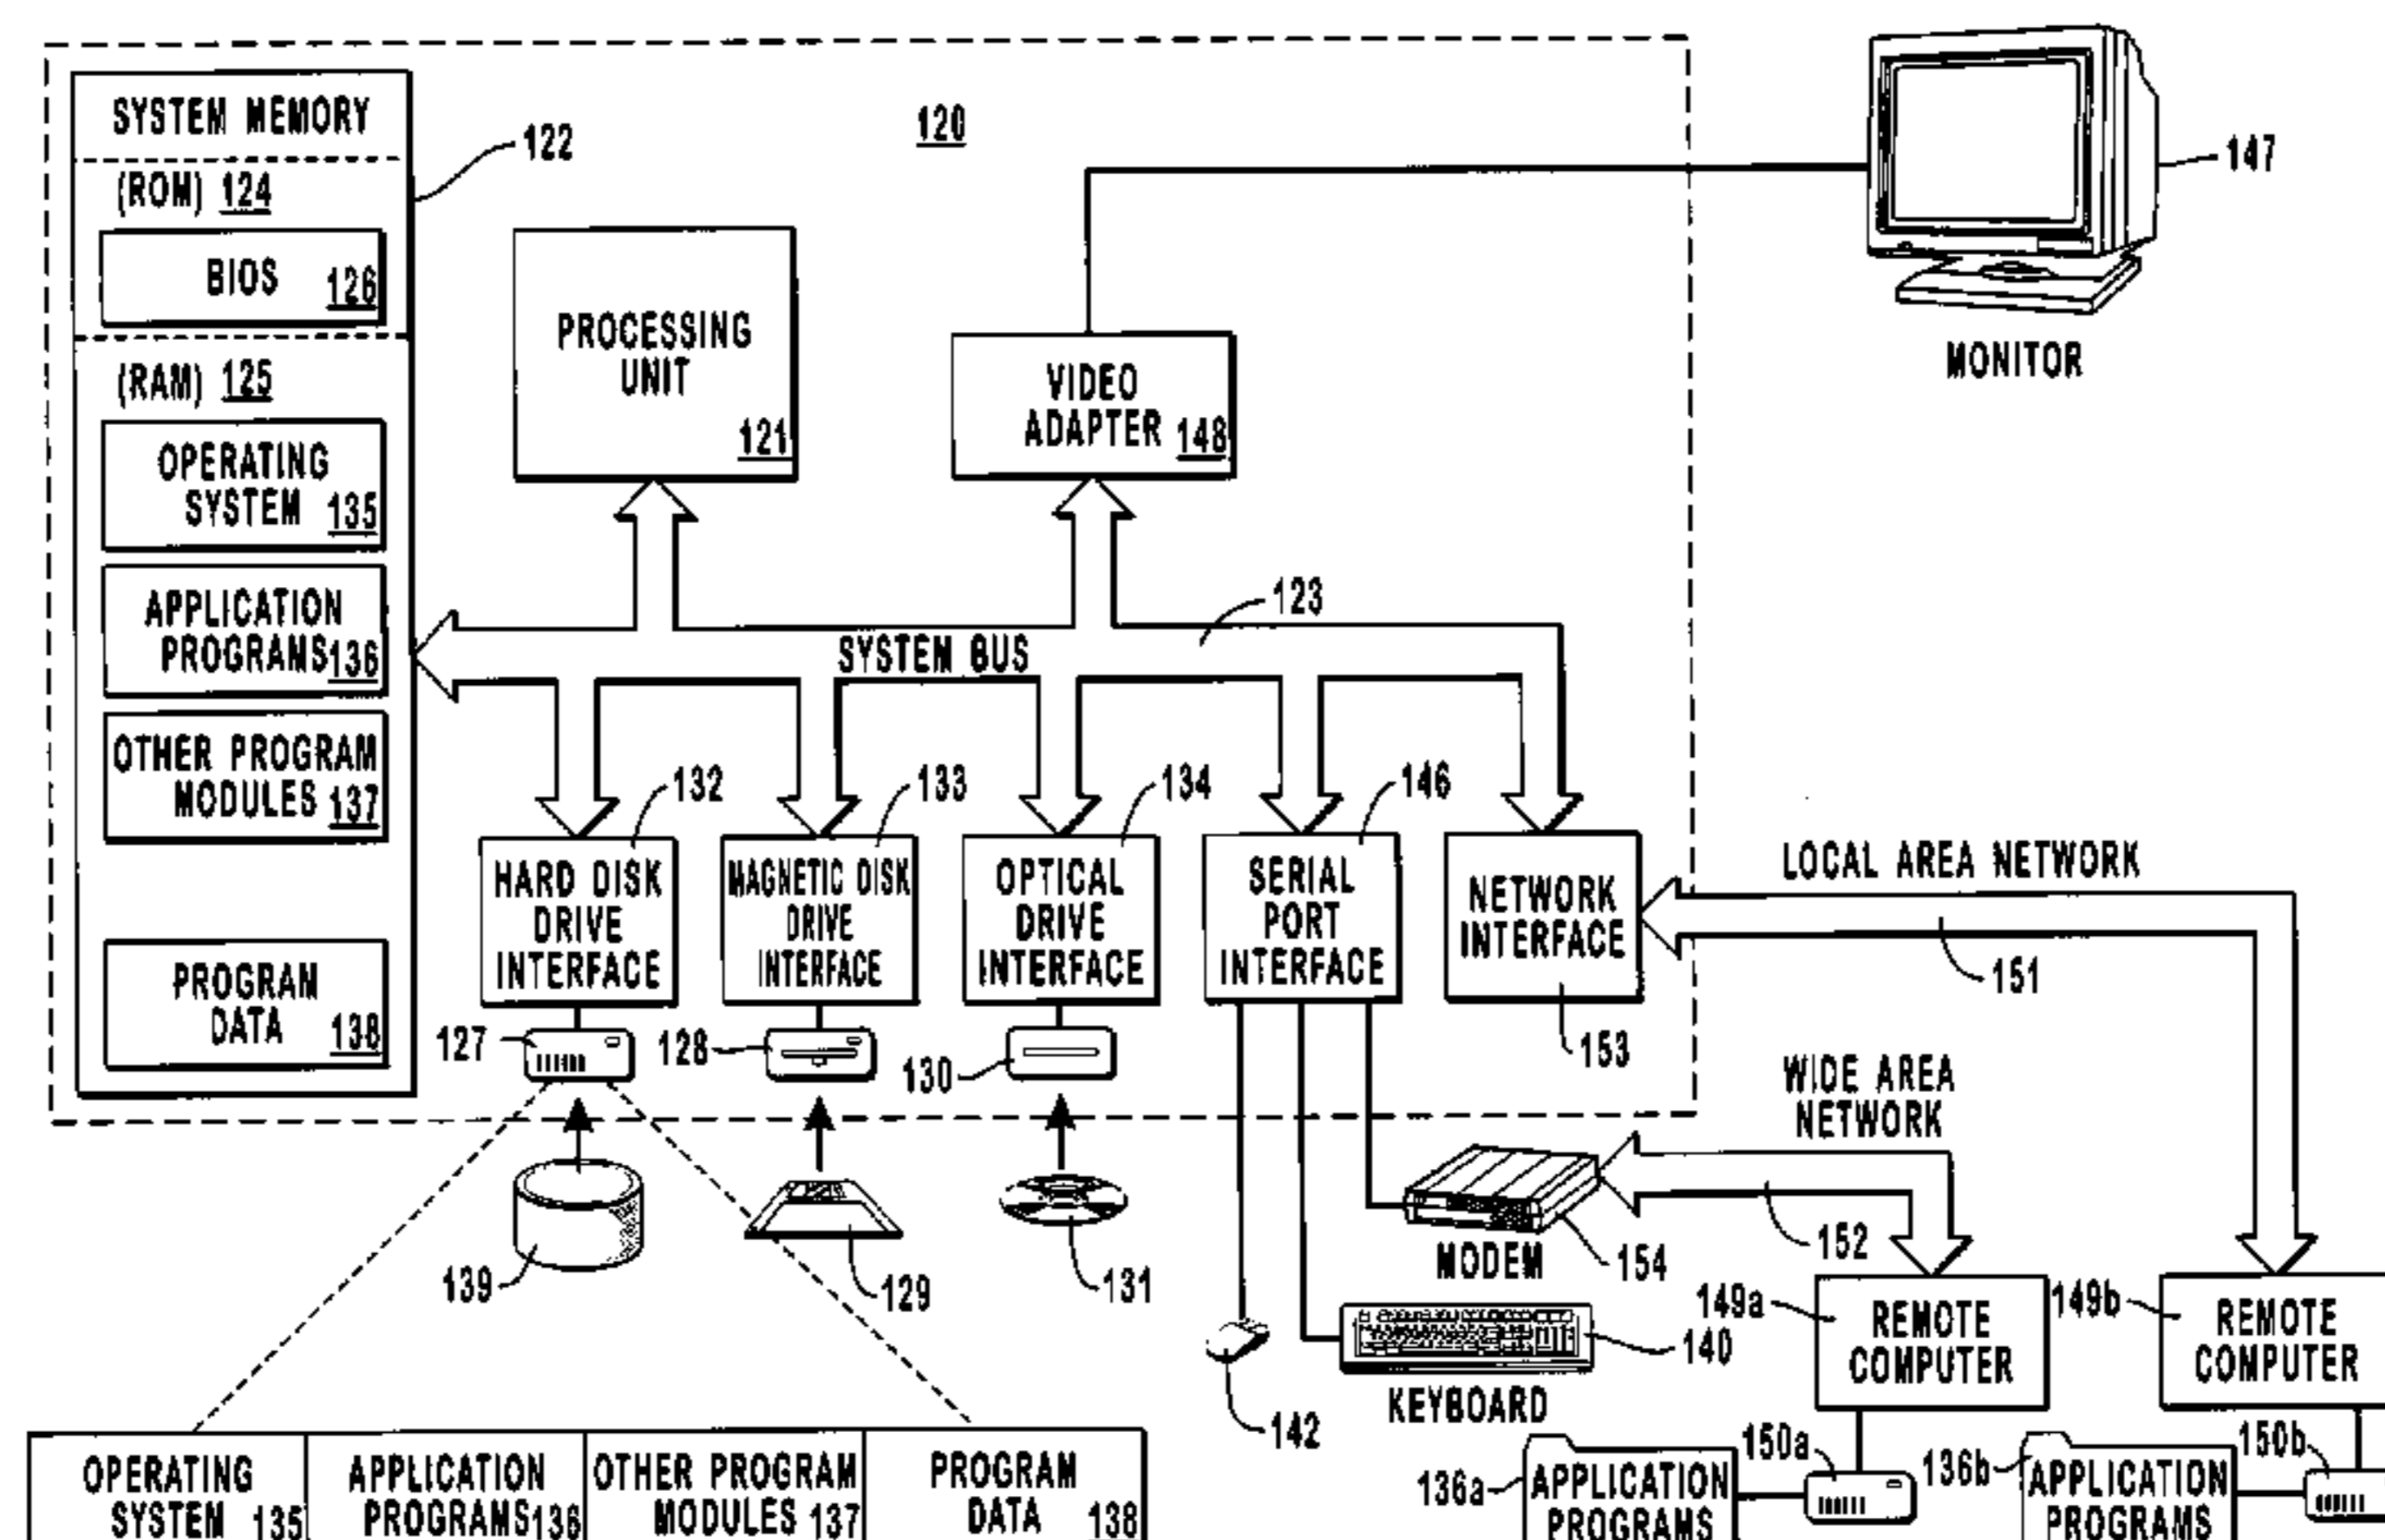 SYSTEM MEMORY
(ROM) 124
BIOS 126
(RAM) 125
OPERATING
SYSTEM 135
APPLICATION
PROGRAMS 136
OTHER PROGRAM
MODULES 137
PROGRAM
DATA 138
122
120
PROCESSING
UNIT
121
VIDEO
ADAPTER 148
147
MONITOR
123
SYSTEM BUS
132
HARD DISK
DRIVE
INTERFACE
133
MAGNETIC DISK
DRIVE
INTERFACE
134
OPTICAL
DRIVE
INTERFACE
146
SERIAL
PORT
INTERFACE
NETWORK
INTERFACE
153
LOCAL AREA NETWORK
151
127
128
130
WIDE AREA
NETWORK
152
139
129
131
MODEM
154
142
140
KEYBOARD
149a
REMOTE
COMPUTER
149b
REMOTE
COMPUTER
OPERATING
SYSTEM 135
APPLICATION
PROGRAMS 136
OTHER PROGRAM
MODULES 137
PROGRAM
DATA 138
136a
APPLICATION
PROGRAMS
150a
136b
APPLICATION
PROGRAMS
150b